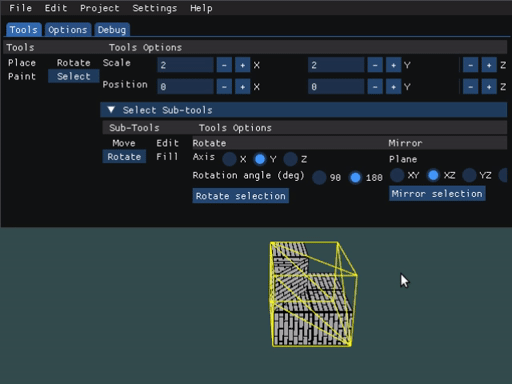 File Edit Project Settings Help
Tools Options Debug
Tools Tools Options
Place Rotate Scale 2 - + X 2 - + Y - + Z
Paint Select Position 0 - + X 0 - + Y - + Z
▼ Select Sub-tools
Sub-Tools Tools Options
Move Edit Rotate Mirror
Rotate Fill Axis X Y Z Plane
Rotation angle (deg) 90 180 XY XZ YZ
Rotate selection Mirror selection